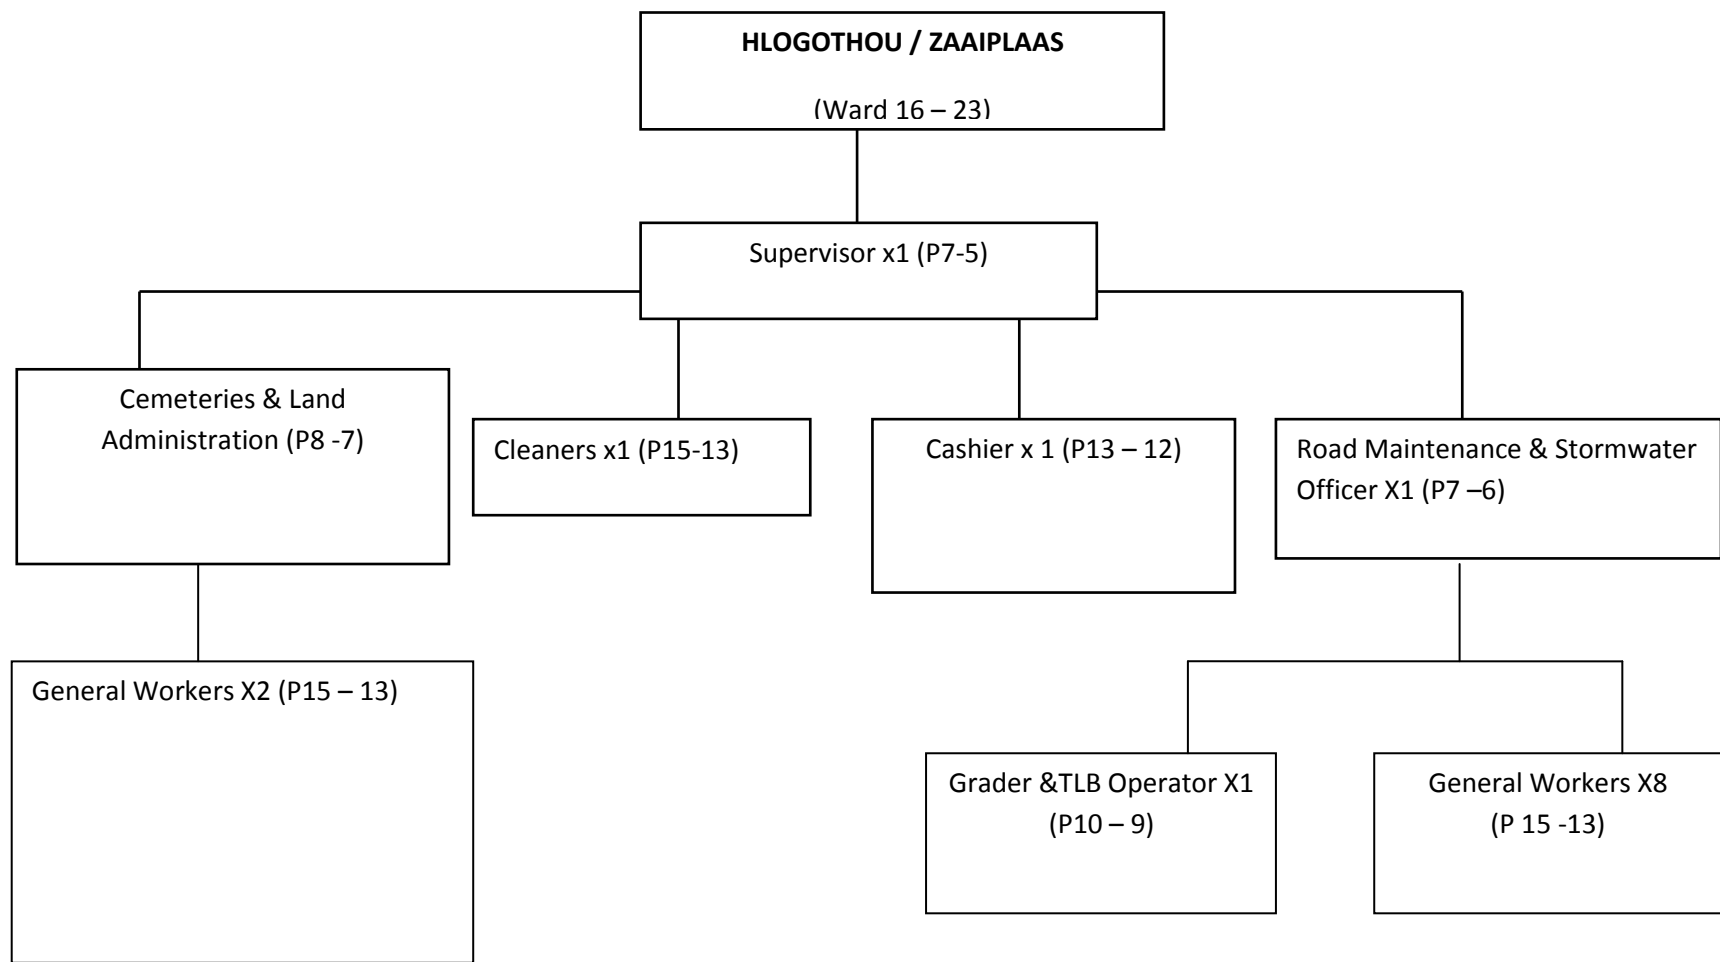 HLOGOTHOU / ZAAIPLAAS
(Ward 16 – 23)
Supervisor x1 (P7-5)
Cemeteries & Land
Administration (P8 -7)
Cleaners x1 (P15-13)
Cashier x 1 (P13 – 12)
Road Maintenance & Stormwater
Officer X1 (P7 –6)
General Workers X2 (P15 – 13)
Grader &TLB Operator X1
(P10 – 9)
General Workers X8
(P 15 -13)